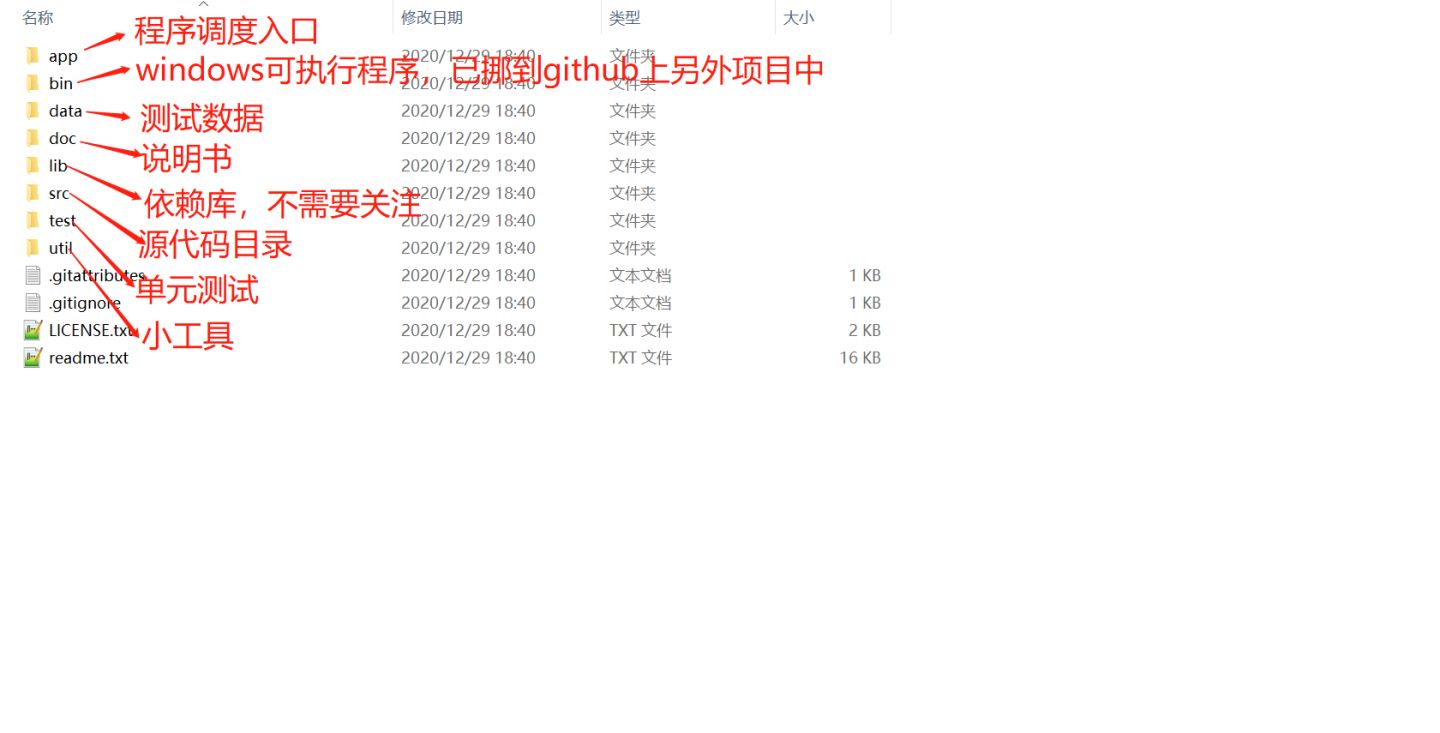 名称 修改日期 类型 大小
程序调度入口
app 2020/12/29 18:40 文件夹
windows可执行程序，已挪到github上另外项目中
bin 2020/12/29 18:40 文件夹
data 2020/12/29 18:40 文件夹
测试数据
doc 2020/12/29 18:40 文件夹
说明书
lib 2020/12/29 18:40 文件夹
src 2020/12/29 18:40 文件夹
依赖库，不需要关注
test 2020/12/29 18:40 文件夹
源代码目录
util 2020/12/29 18:40 文件夹
.gitattributes 2020/12/29 18:40 文本文档 1 KB
单元测试
.gitignore 2020/12/29 18:40 文本文档 1 KB
LICENSE.txt 2020/12/29 18:40 TXT 文件 2 KB
小工具
readme.txt 2020/12/29 18:40 TXT 文件 16 KB